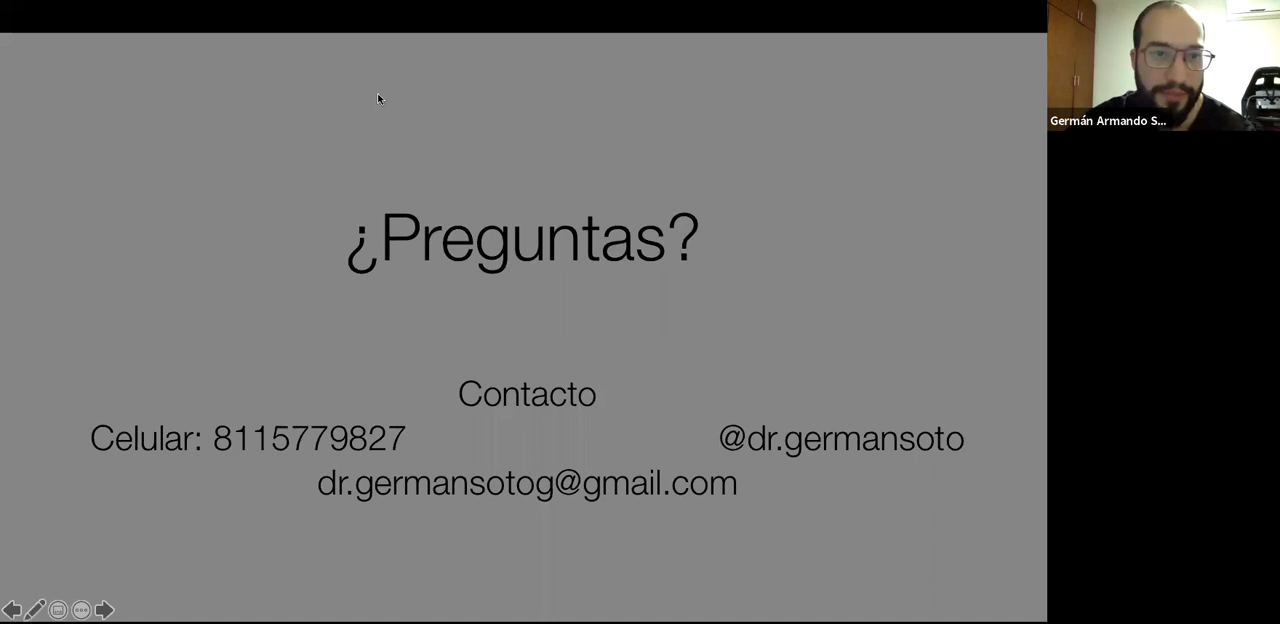 Germán Armando S...
¿Preguntas?
Contacto
Celular: 8115779827 @dr.germansoto
dr.germansotog@gmail.com